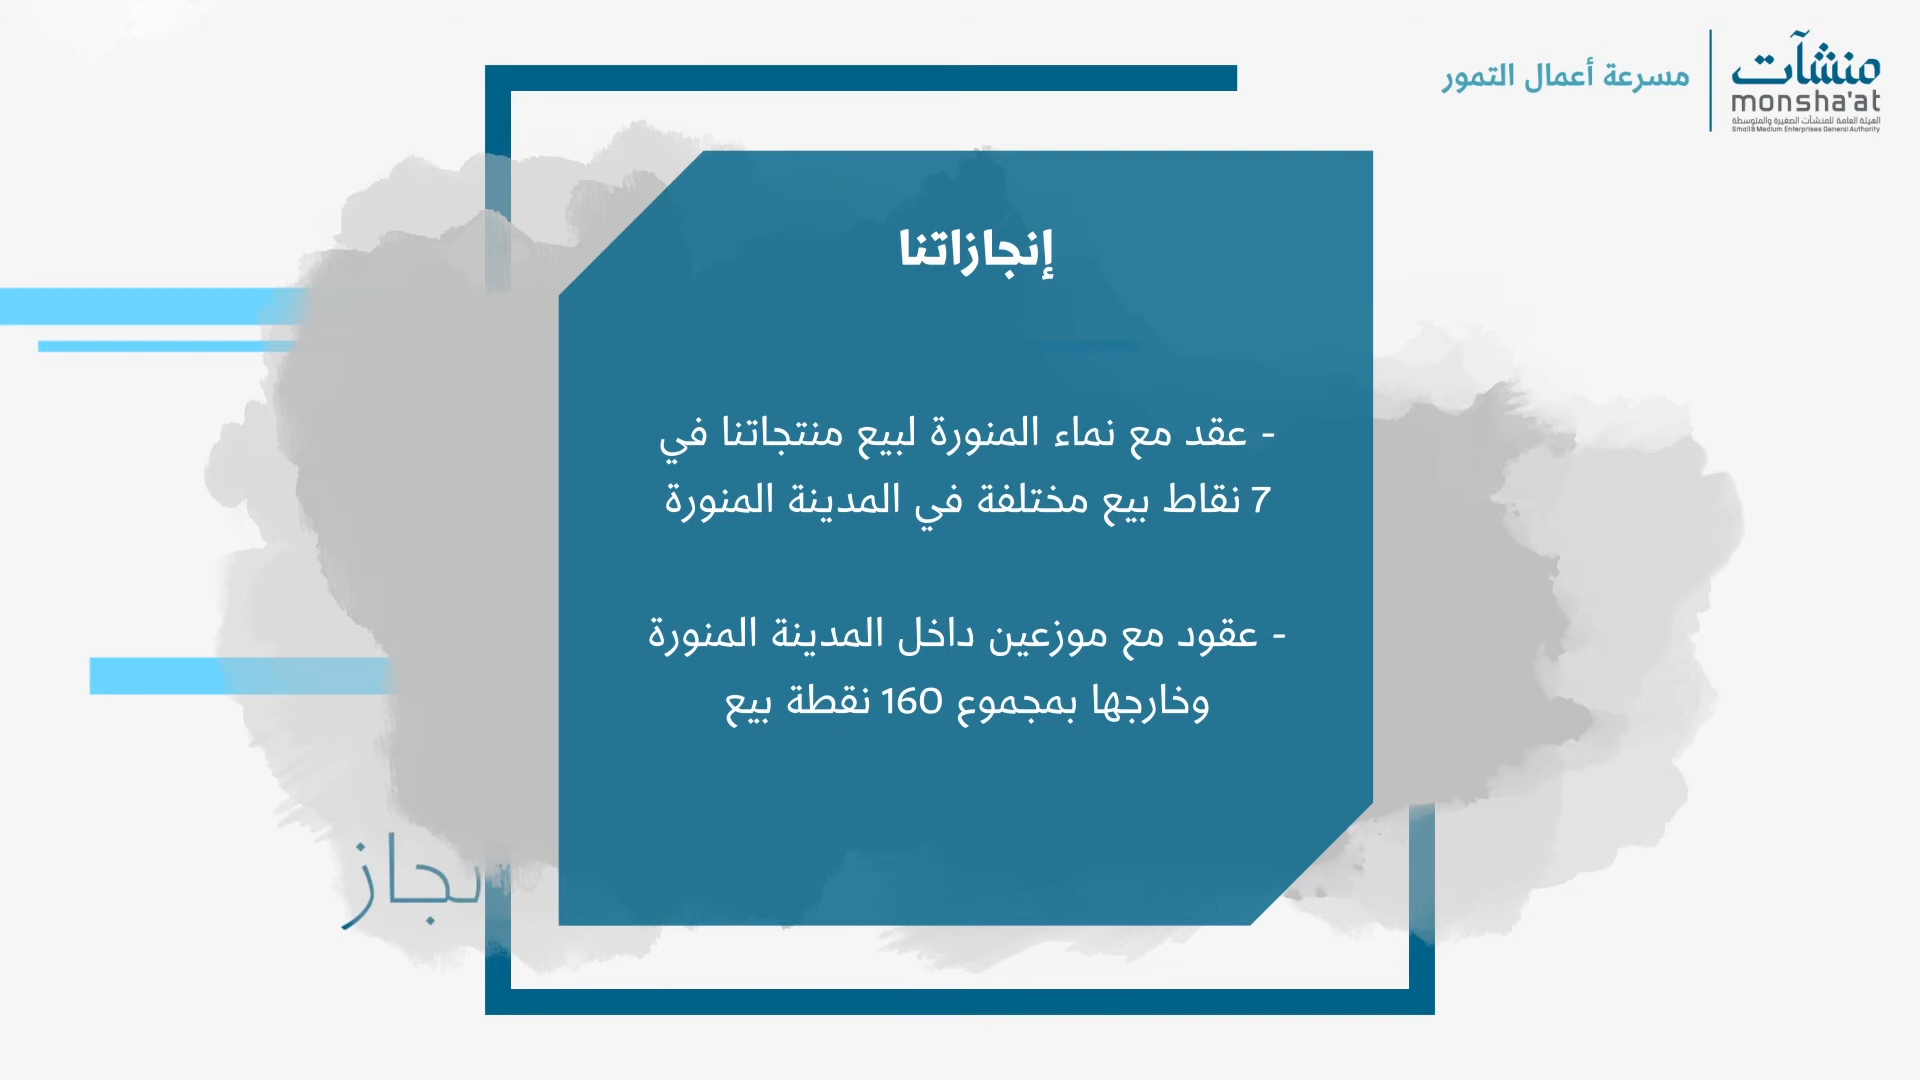 مسرعة أعمال التمور
منشآت
monsha'at
الهيئة العامة للمنشآت الصغيرة والمتوسطة
Small & Medium Enterprises General Authority
إنجازاتنا
- عقد مع نماء المنورة لبيع منتجاتنا في
7 نقاط بيع مختلفة في المدينة المنورة
- عقود مع موزعين داخل المدينة المنورة
وخارجها بمجموع 160 نقطة بيع